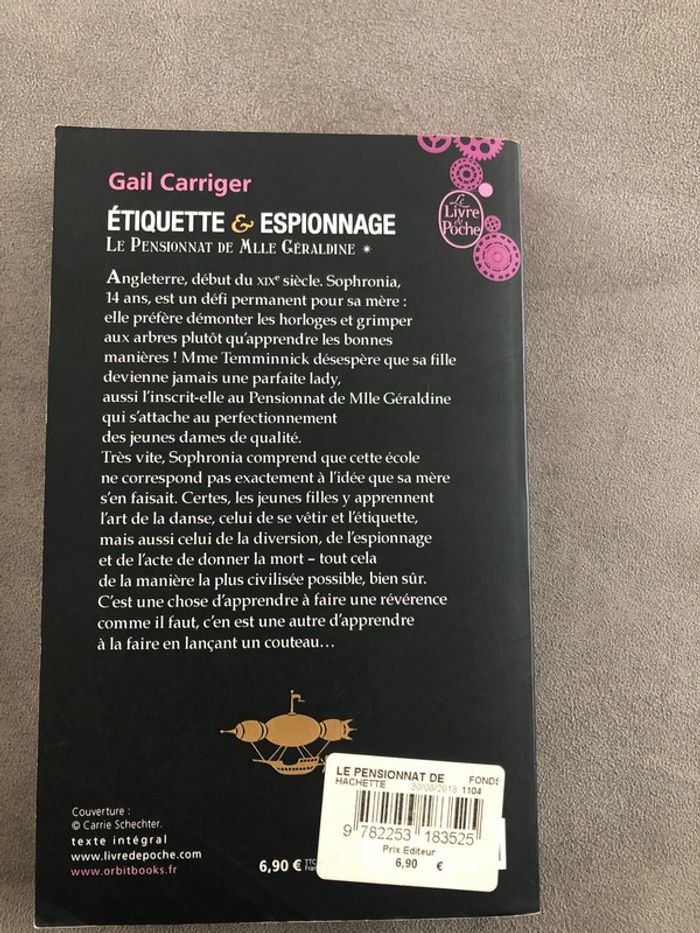 Gail Carriger
ÉTIQUETTE & ESPIONNAGE
LE PENSIONNAT DE MLLE GÉRALDINE *
Le
Livre
de
Poche
Angleterre, début du XIXe siècle. Sophronia,
14 ans, est un défi permanent pour sa mère :
elle préfère démonter les horloges et grimper
aux arbres plutôt qu'apprendre les bonnes
manières ! Mme Temminnick désespère que sa fille
devienne jamais une parfaite lady,
aussi l'inscrit-elle au Pensionnat de Mlle Géraldine
qui s'attache au perfectionnement
des jeunes dames de qualité.
Très vite, Sophronia comprend que cette école
ne correspond pas exactement à l'idée que sa mère
s'en faisait. Certes, les jeunes filles y apprennent
l'art de la danse, celui de se vêtir et l'étiquette,
mais aussi celui de la diversion, de l'espionnage
et de l'acte de donner la mort – tout cela
de la manière la plus civilisée possible, bien sûr.
C'est une chose d'apprendre à faire une révérence
comme il faut, c'en est une autre d'apprendre
à la faire en lançant un couteau…
Couverture :
© Carrie Schechter.
texte intégral
www.livredepoche.com
www.orbitbooks.fr
6,90 € TTC
LE PENSIONNAT DE FONDS
HACHETTE 30/08/2018 1104
9 782253 183525
Prix Editeur
6,90 €